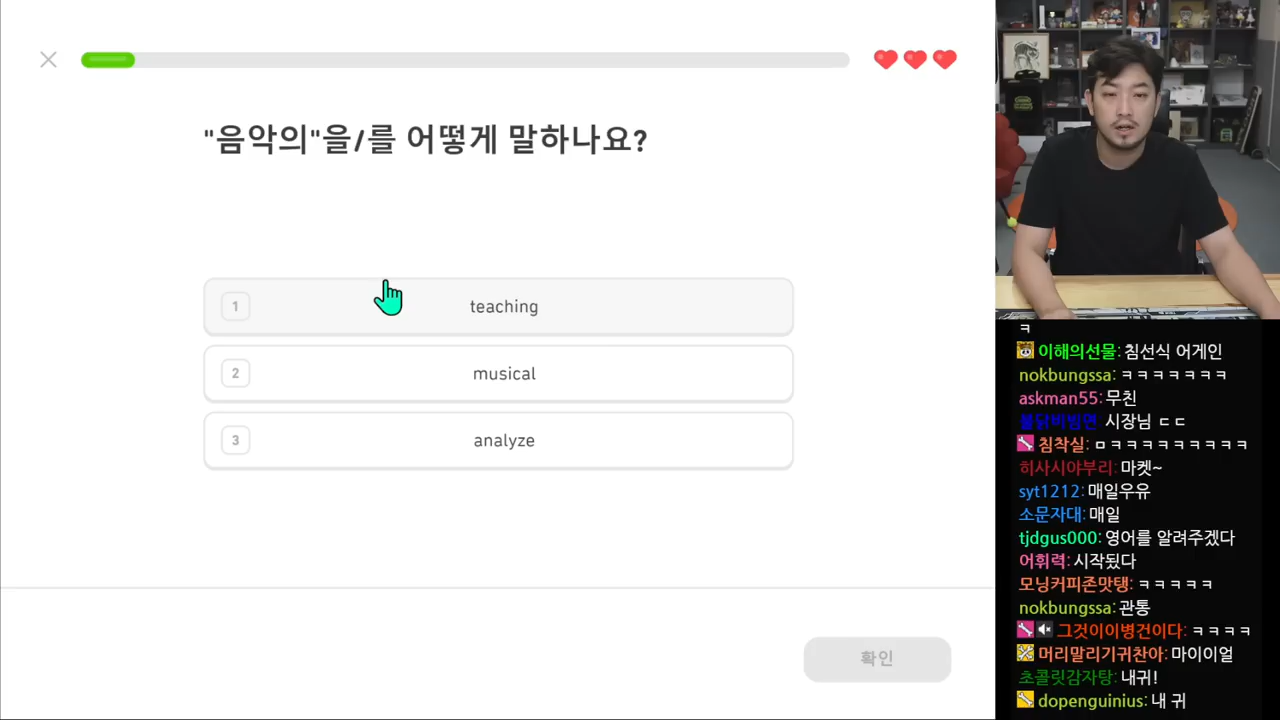 "음악의"을/를 어떻게 말하나요?
1 teaching
2 musical
3 analyze
확인
ㅋ
이해의선물: 침선식 어게인
nokbungssa: ㅋㅋㅋㅋㅋㅋㅋ
askman55: 무친
불닭비빔면: 시장님 ㄷㄷ
침착실: ㅁㅋㅋㅋㅋㅋㅋㅋㅋㅋㅋ
히사시야부리: 마켓~
syt1212: 매일우유
소문자대: 매일
tjdgus000: 영어를 알려주겠다
어휘력: 시작됬다
모닝커피존맛탱: ㅋㅋㅋㅋㅋ
nokbungssa: 관통
그것이이병건이다: ㅋㅋㅋㅋ
머리말리기귀찬아: 마이이얼
초콜릿감자탕: 내귀!
dopenguinius: 내 귀